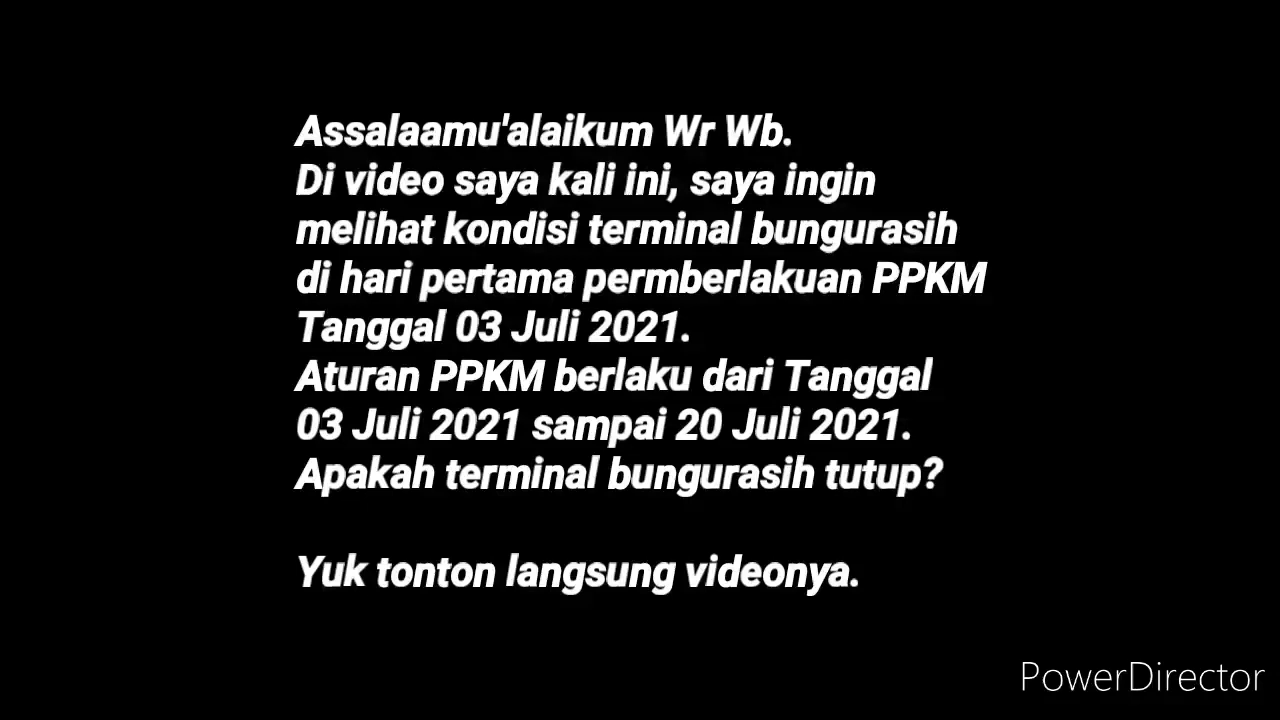 Assalaamu'alaikum Wr Wb.
Di video saya kali ini, saya ingin
melihat kondisi terminal bungurasih
di hari pertama permberlakuan PPKM
Tanggal 03 Juli 2021.
Aturan PPKM berlaku dari Tanggal
03 Juli 2021 sampai 20 Juli 2021.
Apakah terminal bungurasih tutup?
Yuk tonton langsung videonya.
PowerDirector